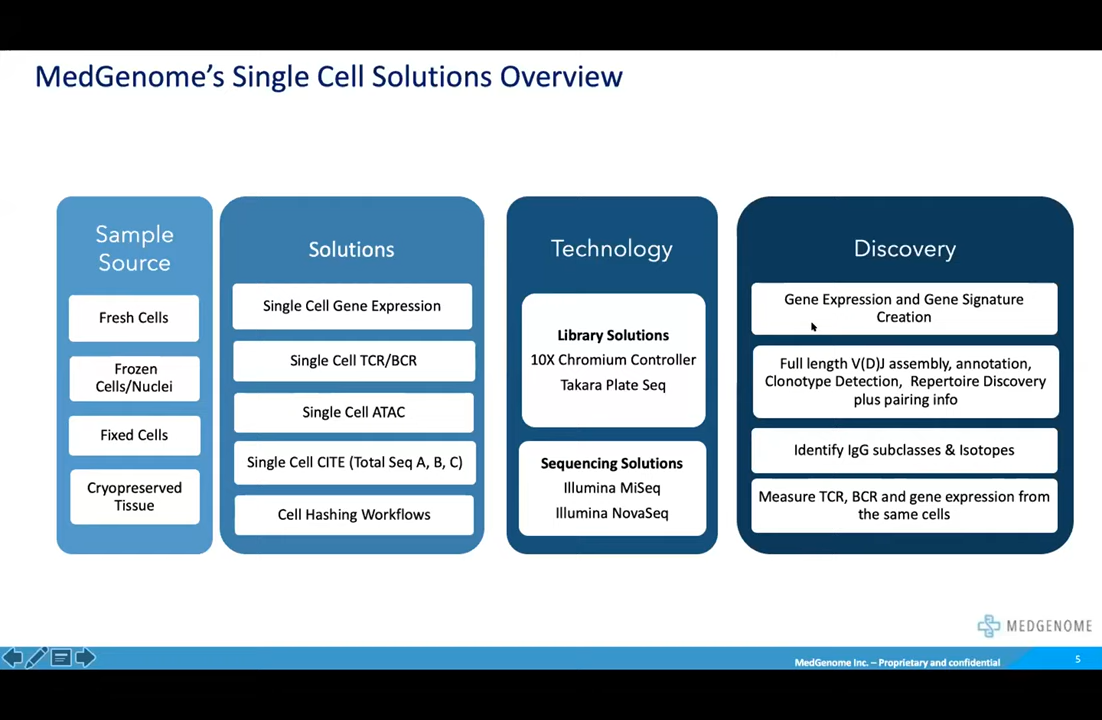 MedGenome's Single Cell Solutions Overview
Sample
Source
Fresh Cells
Frozen
Cells/Nuclei
Fixed Cells
Cryopreserved
Tissue
Solutions
Single Cell Gene Expression
Single Cell TCR/BCR
Single Cell ATAC
Single Cell CITE (Total Seq A, B, C)
Cell Hashing Workflows
Technology
Library Solutions
10X Chromium Controller
Takara Plate Seq
Sequencing Solutions
Illumina MiSeq
Illumina NovaSeq
Discovery
Gene Expression and Gene Signature
Creation
Full length V(D)J assembly, annotation,
Clonotype Detection, Repertoire Discovery
plus pairing info
Identify IgG subclasses & Isotopes
Measure TCR, BCR and gene expression from
the same cells
MEDGENOME
MedGenome Inc. – Proprietary and confidential
5